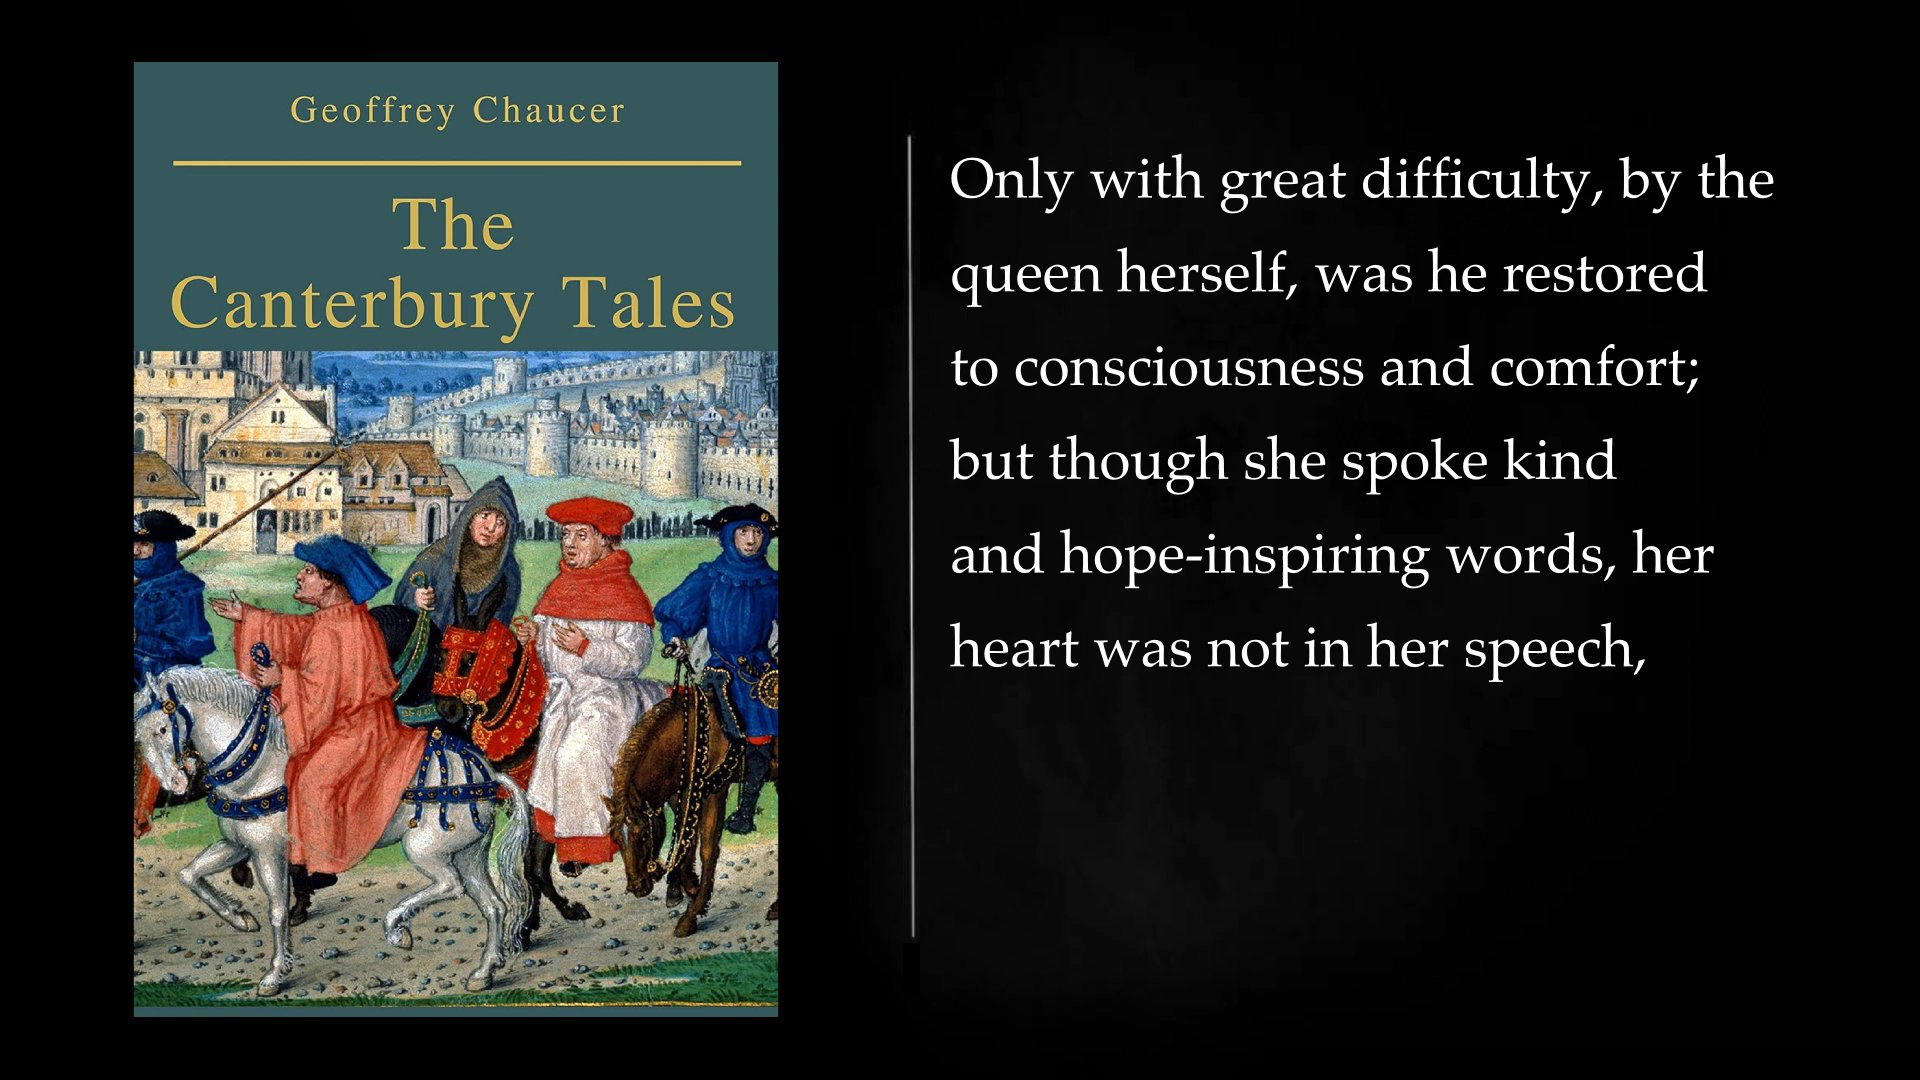 Geoffrey Chaucer
The
Canterbury Tales
Only with great difficulty, by the
queen herself, was he restored
to consciousness and comfort;
but though she spoke kind
and hope-inspiring words, her
heart was not in her speech,